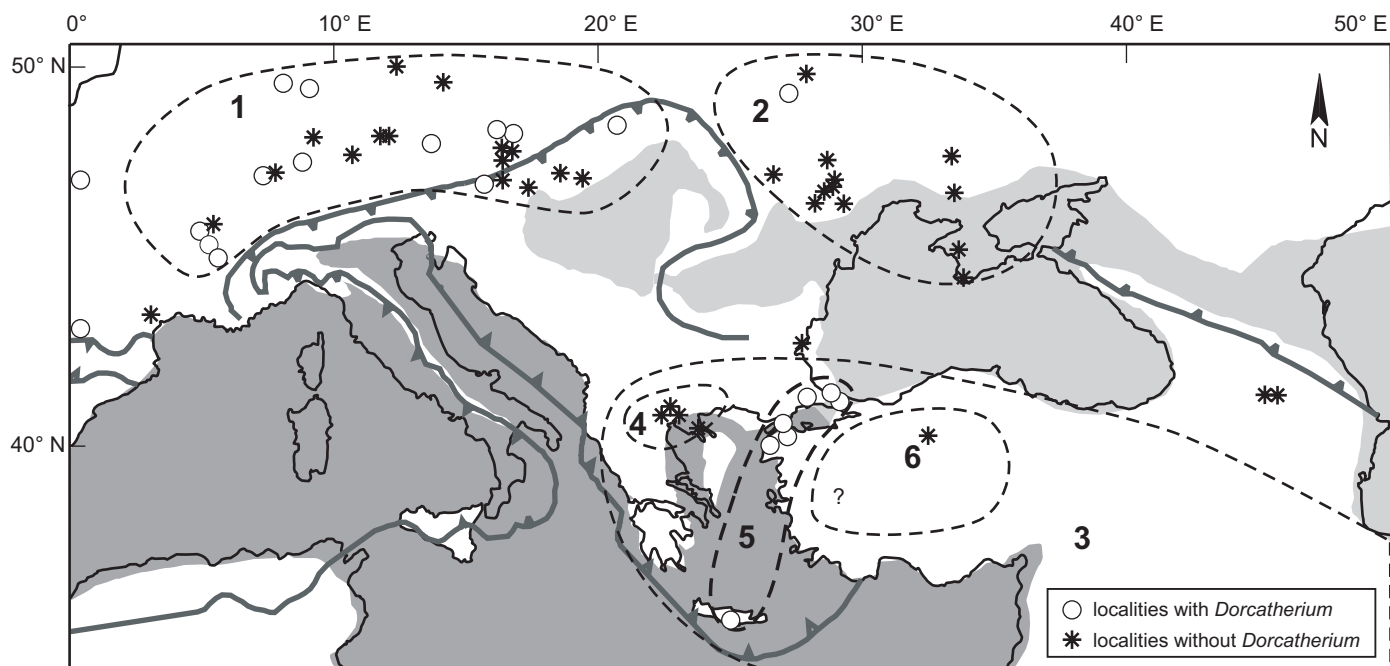 0° 10° E 20° E 30° E 40° E 50° E
50° N
1
2
N
40° N
4
6
?
5
3
localities with Dorcatherium
localities without Dorcatherium